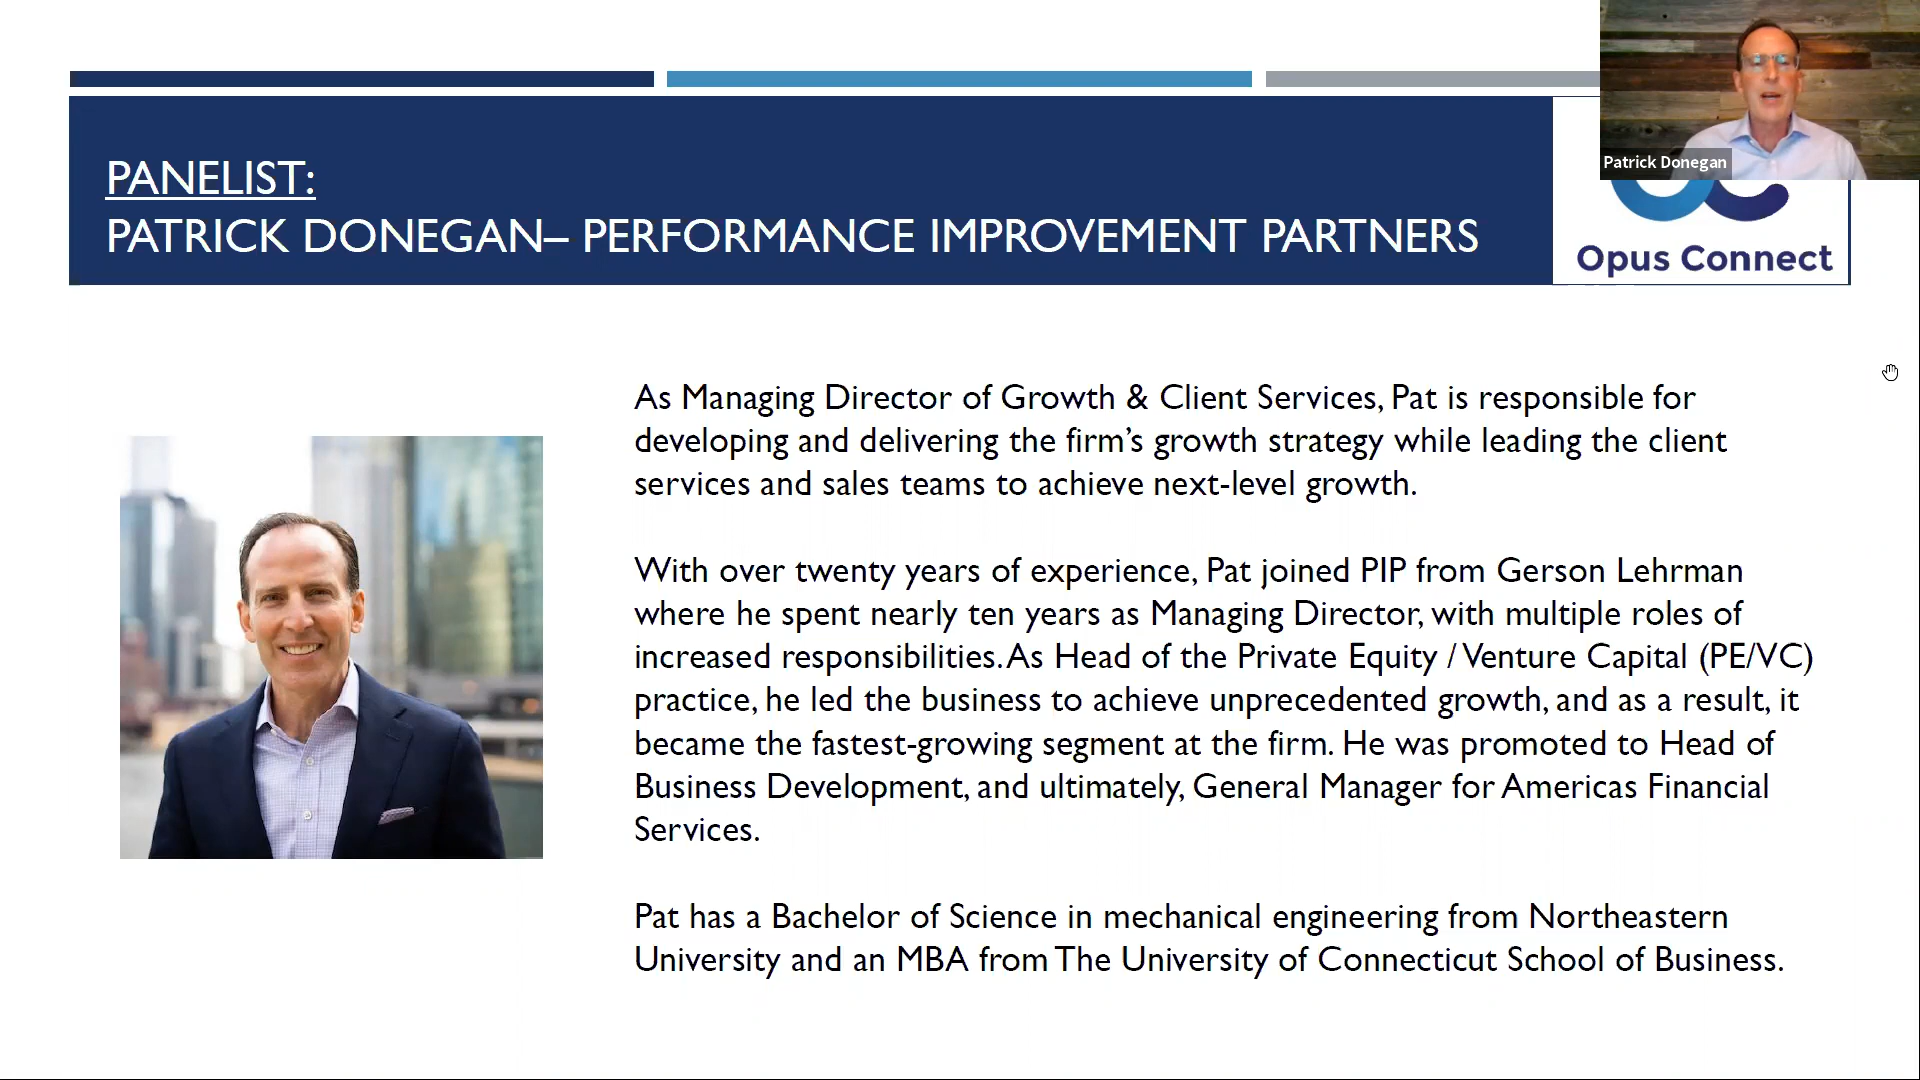 Patrick Donegan
PANELIST:
PATRICK DONEGAN– PERFORMANCE IMPROVEMENT PARTNERS
Opus Connect
As Managing Director of Growth & Client Services, Pat is responsible for
developing and delivering the firm’s growth strategy while leading the client
services and sales teams to achieve next-level growth.
With over twenty years of experience, Pat joined PIP from Gerson Lehrman
where he spent nearly ten years as Managing Director, with multiple roles of
increased responsibilities. As Head of the Private Equity / Venture Capital (PE/VC)
practice, he led the business to achieve unprecedented growth, and as a result, it
became the fastest-growing segment at the firm. He was promoted to Head of
Business Development, and ultimately, General Manager for Americas Financial
Services.
Pat has a Bachelor of Science in mechanical engineering from Northeastern
University and an MBA from The University of Connecticut School of Business.